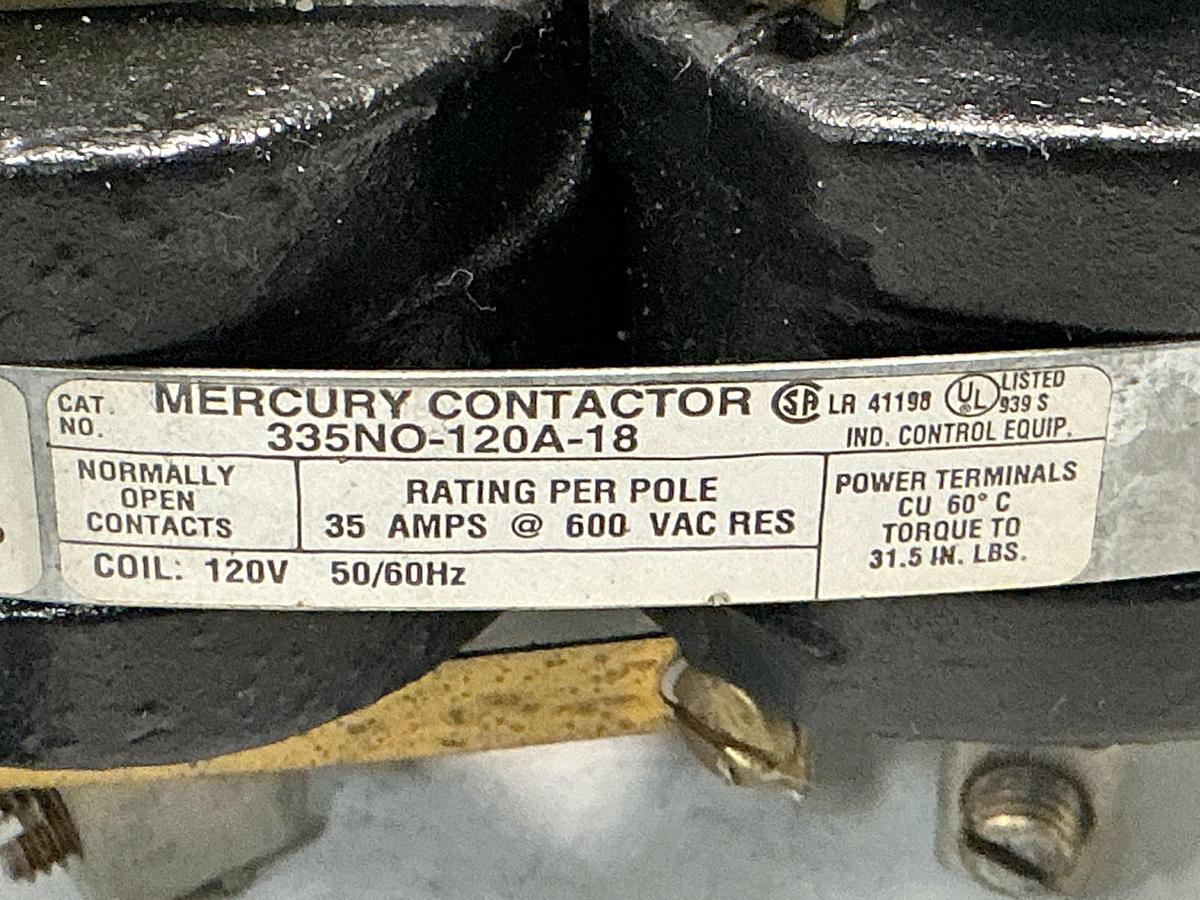 CAT. NO.
MERCURY CONTACTOR
335NO-120A-18
SA LR 41198 UL® LISTED 939 S
IND. CONTROL EQUIP.
NORMALLY
OPEN
CONTACTS
RATING PER POLE
35 AMPS @ 600 VAC RES
POWER TERMINALS
CU 60° C
TORQUE TO
31.5 IN. LBS.
COIL: 120V 50/60Hz